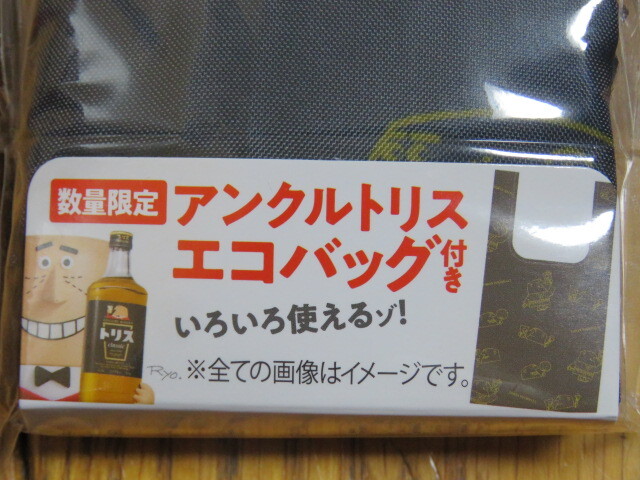 数量限定
アンクルトリス
エコバッグ付き
いろいろ使えるゾ!
トリス
Ryo.
※全ての画像はイメージです。